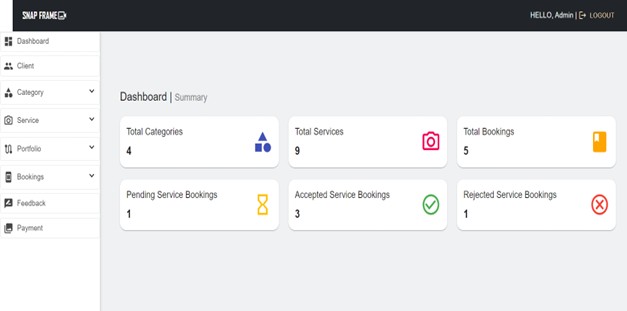 SNAP FRAME
HELLO, Admin | LOGOUT
Dashboard
Client
Category
Service
Portfolio
Bookings
Feedback
Payment
Dashboard | Summary
Total Categories
4
Total Services
9
Total Bookings
5
Pending Service Bookings
1
Accepted Service Bookings
3
Rejected Service Bookings
1